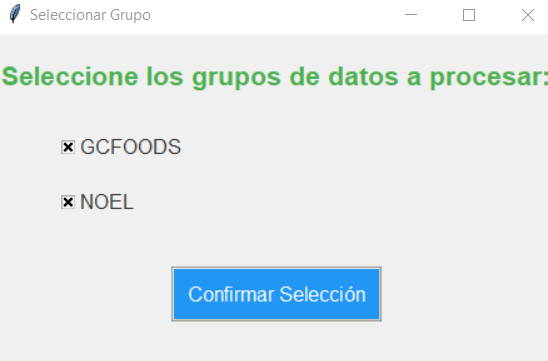 Seleccionar Grupo
Seleccione los grupos de datos a procesar:
GCFOODS
NOEL
Confirmar Selección